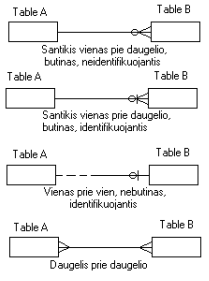 Table A Table B
Santikis vienas prie daugelio,
butinas, neidentifikuojantis
Table A Table B
Santikis vienas prie daugelio,
butinas, identifikuojantis
Table A Table B
Vienas prie vien, nebutinas,
identifikuojantis
Table A Table B
Daugelis prie daugelio